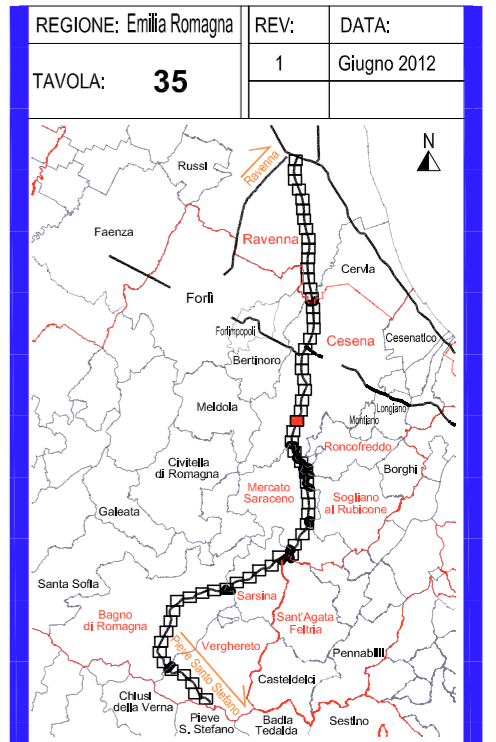 REGIONE: Emilia Romagna
REV:
DATA:
TAVOLA: 35
1
Giugno 2012
N
Russi
Ravenna
Faenza
Ravenna
Cervia
Forlì
Forlimpopoli
Cesena
Cesenatico
Bertinoro
Meldola
Longiano
Montiano
Roncofreddo
Civitella
di Romagna
Borghi
Mercato
Saraceno
Sogliano
al Rubicone
Galeata
Santa Sofia
Sarsina
Bagno
di Romagna
Sant'Agata
Feltria
Verghereto
Pennabilli
Pieve Santo Stefano
Casteldelci
Chiusi
della Verna
Pieve
S. Stefano
Badia
Tedalda
Sestino